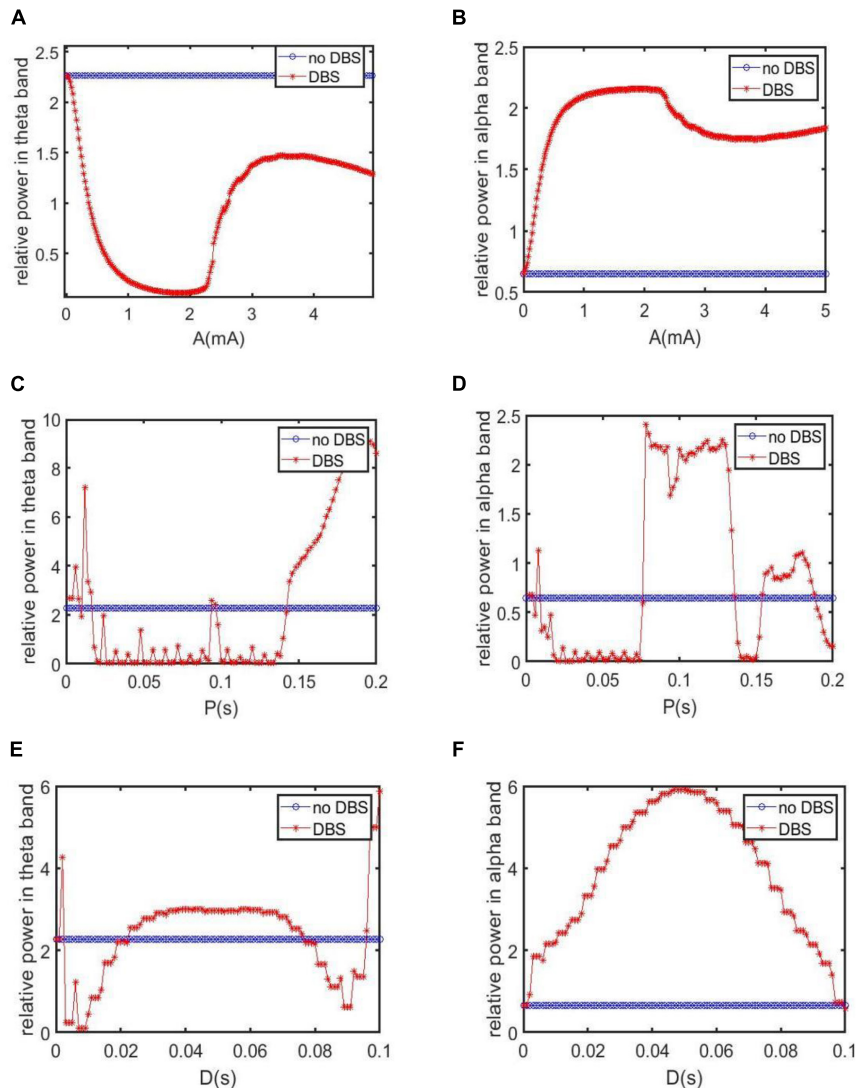 A
relative power in theta band
2.5
2
1.5
1
0.5
0 1 2 3 4
A(mA)
no DBS
DBS
B
relative power in alpha band
2.5
2
1.5
1
0.5
0 1 2 3 4 5
A(mA)
no DBS
DBS
C
relative power in theta band
10
8
6
4
2
0
0 0.05 0.1 0.15 0.2
P(s)
no DBS
DBS
D
relative power in alpha band
2.5
2
1.5
1
0.5
0
0 0.05 0.1 0.15 0.2
P(s)
no DBS
DBS
E
relative power in theta band
6
4
2
0
0 0.02 0.04 0.06 0.08 0.1
D(s)
no DBS
DBS
F
relative power in alpha band
6
4
2
0
0 0.02 0.04 0.06 0.08 0.1
D(s)
no DBS
DBS